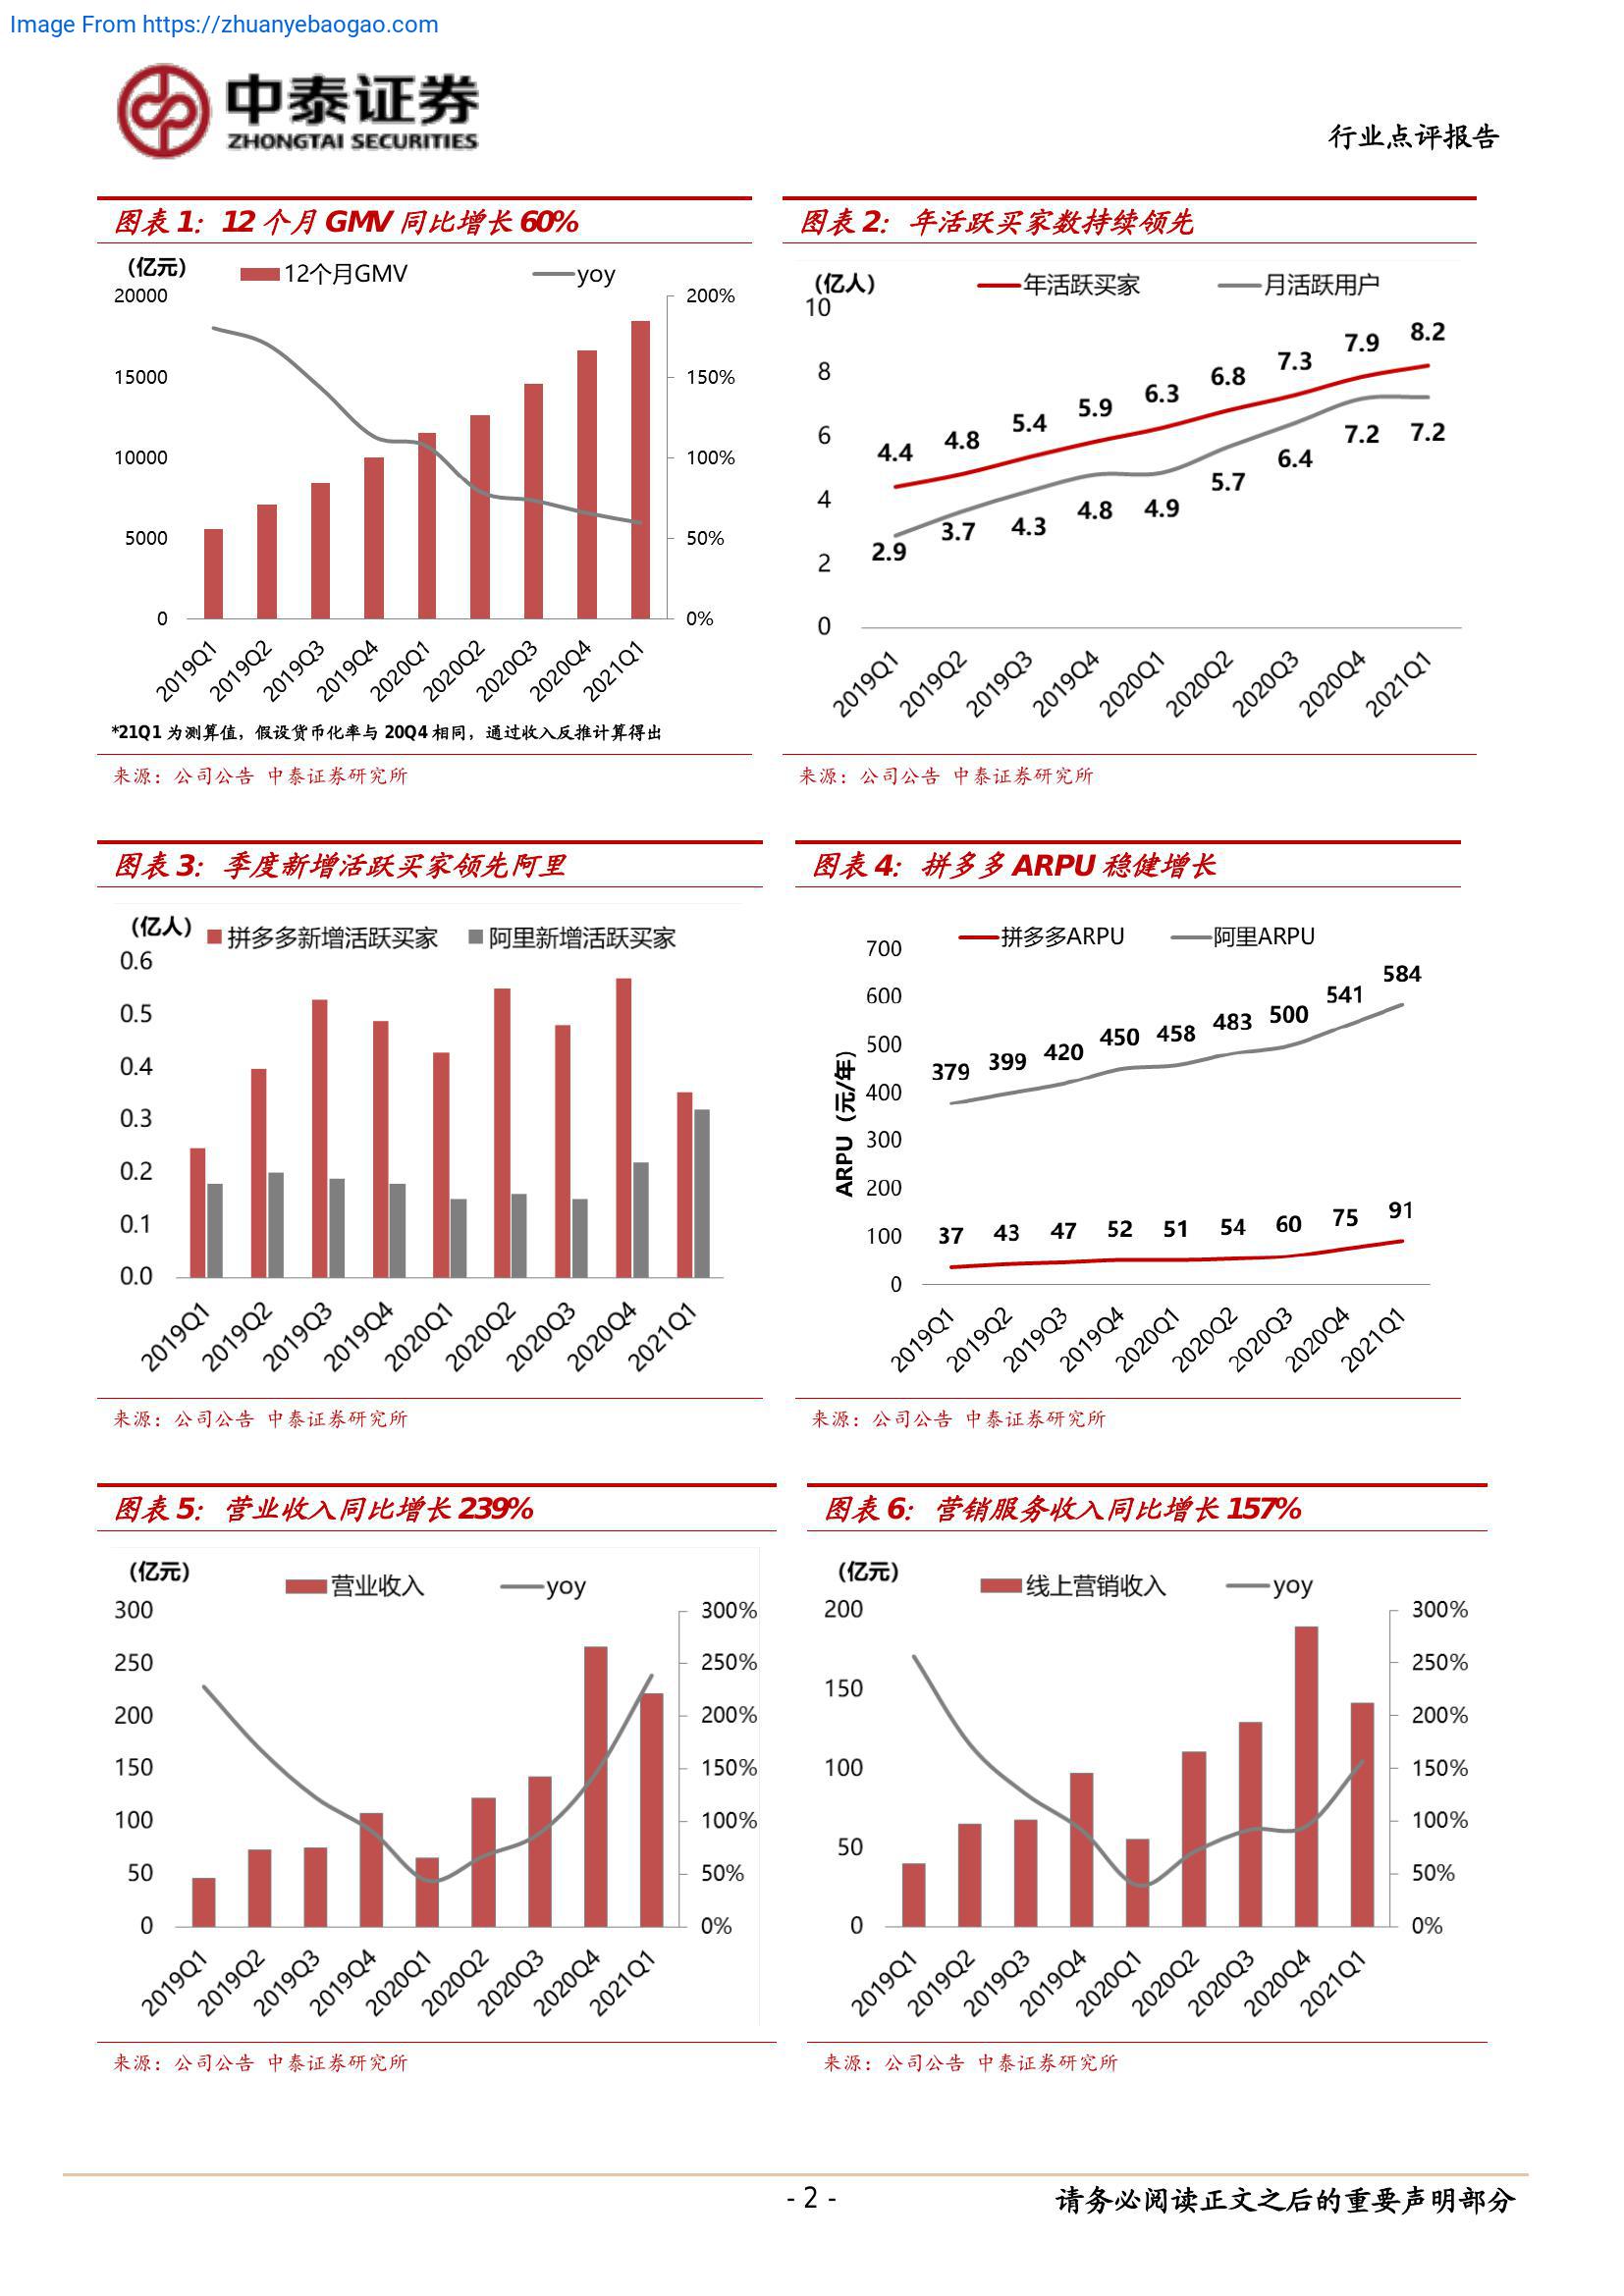 Image From https://zhuanyebaogao.com
中泰证券
ZHONGTAI SECURITIES
行业点评报告
图表 1：12 个月 GMV 同比增长 60%
(亿元)
12个月GMV
yoy
20000
15000
10000
5000
0
200%
150%
100%
50%
0%
2019Q1 2019Q2 2019Q3 2019Q4 2020Q1 2020Q2 2020Q3 2020Q4 2021Q1
*21Q1 为测算值，假设货币化率与 20Q4 相同，通过收入反推计算得出
来源：公司公告 中泰证券研究所
图表 2：年活跃买家数持续领先
(亿人)
年活跃买家
月活跃用户
10
8
6
4
2
0
4.4 4.8 5.4 5.9 6.3 6.8 7.3 7.9 8.2
2.9 3.7 4.3 4.8 4.9 5.7 6.4 7.2 7.2
2019Q1 2019Q2 2019Q3 2019Q4 2020Q1 2020Q2 2020Q3 2020Q4 2021Q1
来源：公司公告 中泰证券研究所
图表 3：季度新增活跃买家领先阿里
(亿人)
拼多多新增活跃买家
阿里新增活跃买家
0.6
0.5
0.4
0.3
0.2
0.1
0.0
2019Q1 2019Q2 2019Q3 2019Q4 2020Q1 2020Q2 2020Q3 2020Q4 2021Q1
来源：公司公告 中泰证券研究所
图表 4：拼多多 ARPU 稳健增长
拼多多ARPU
阿里ARPU
ARPU（元/年）
700
600
500
400
300
200
100
0
379 399 420 450 458 483 500 541 584
37 43 47 52 51 54 60 75 91
2019Q1 2019Q2 2019Q3 2019Q4 2020Q1 2020Q2 2020Q3 2020Q4 2021Q1
来源：公司公告 中泰证券研究所
图表 5：营业收入同比增长 239%
(亿元)
营业收入
yoy
300
250
200
150
100
50
0
300%
250%
200%
150%
100%
50%
0%
2019Q1 2019Q2 2019Q3 2019Q4 2020Q1 2020Q2 2020Q3 2020Q4 2021Q1
来源：公司公告 中泰证券研究所
图表 6：营销服务收入同比增长 157%
(亿元)
线上营销收入
yoy
200
150
100
50
0
300%
250%
200%
150%
100%
50%
0%
2019Q1 2019Q2 2019Q3 2019Q4 2020Q1 2020Q2 2020Q3 2020Q4 2021Q1
来源：公司公告 中泰证券研究所
- 2 -
请务必阅读正文之后的重要声明部分